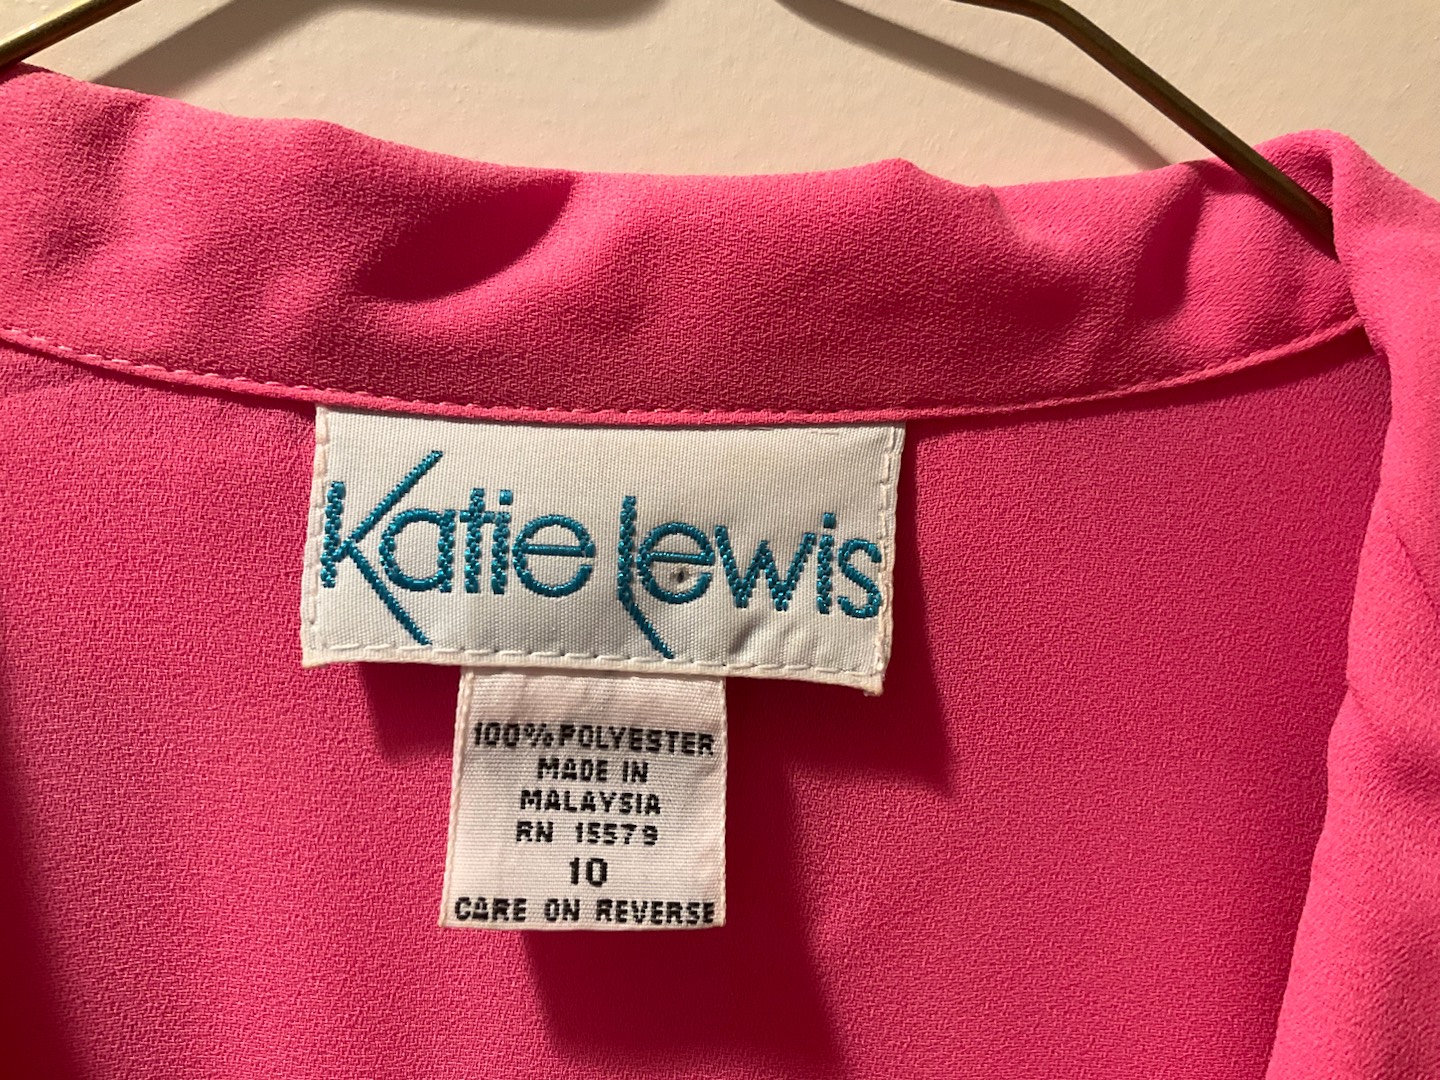 Katie Lewis
100% POLYESTER
MADE IN
MALAYSIA
RN 15579
10
CARE ON REVERSE